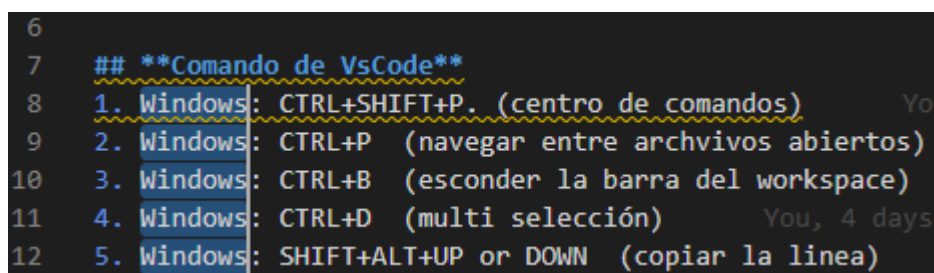 6
7 ## **Comando de VsCode**
8 1. Windows: CTRL+SHIFT+P. (centro de comandos) Yo
9 2. Windows: CTRL+P (navegar entre archvivos abiertos)
10 3. Windows: CTRL+B (esconder la barra del workspace)
11 4. Windows: CTRL+D (multi selección) You, 4 days
12 5. Windows: SHIFT+ALT+UP or DOWN (copiar la linea)